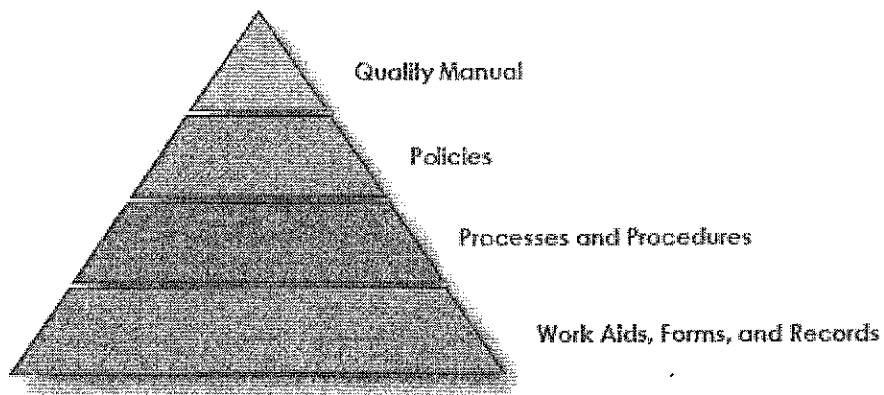 Quality Manual
Policies
Processes and Procedures
Work Aids, Forms, and Records